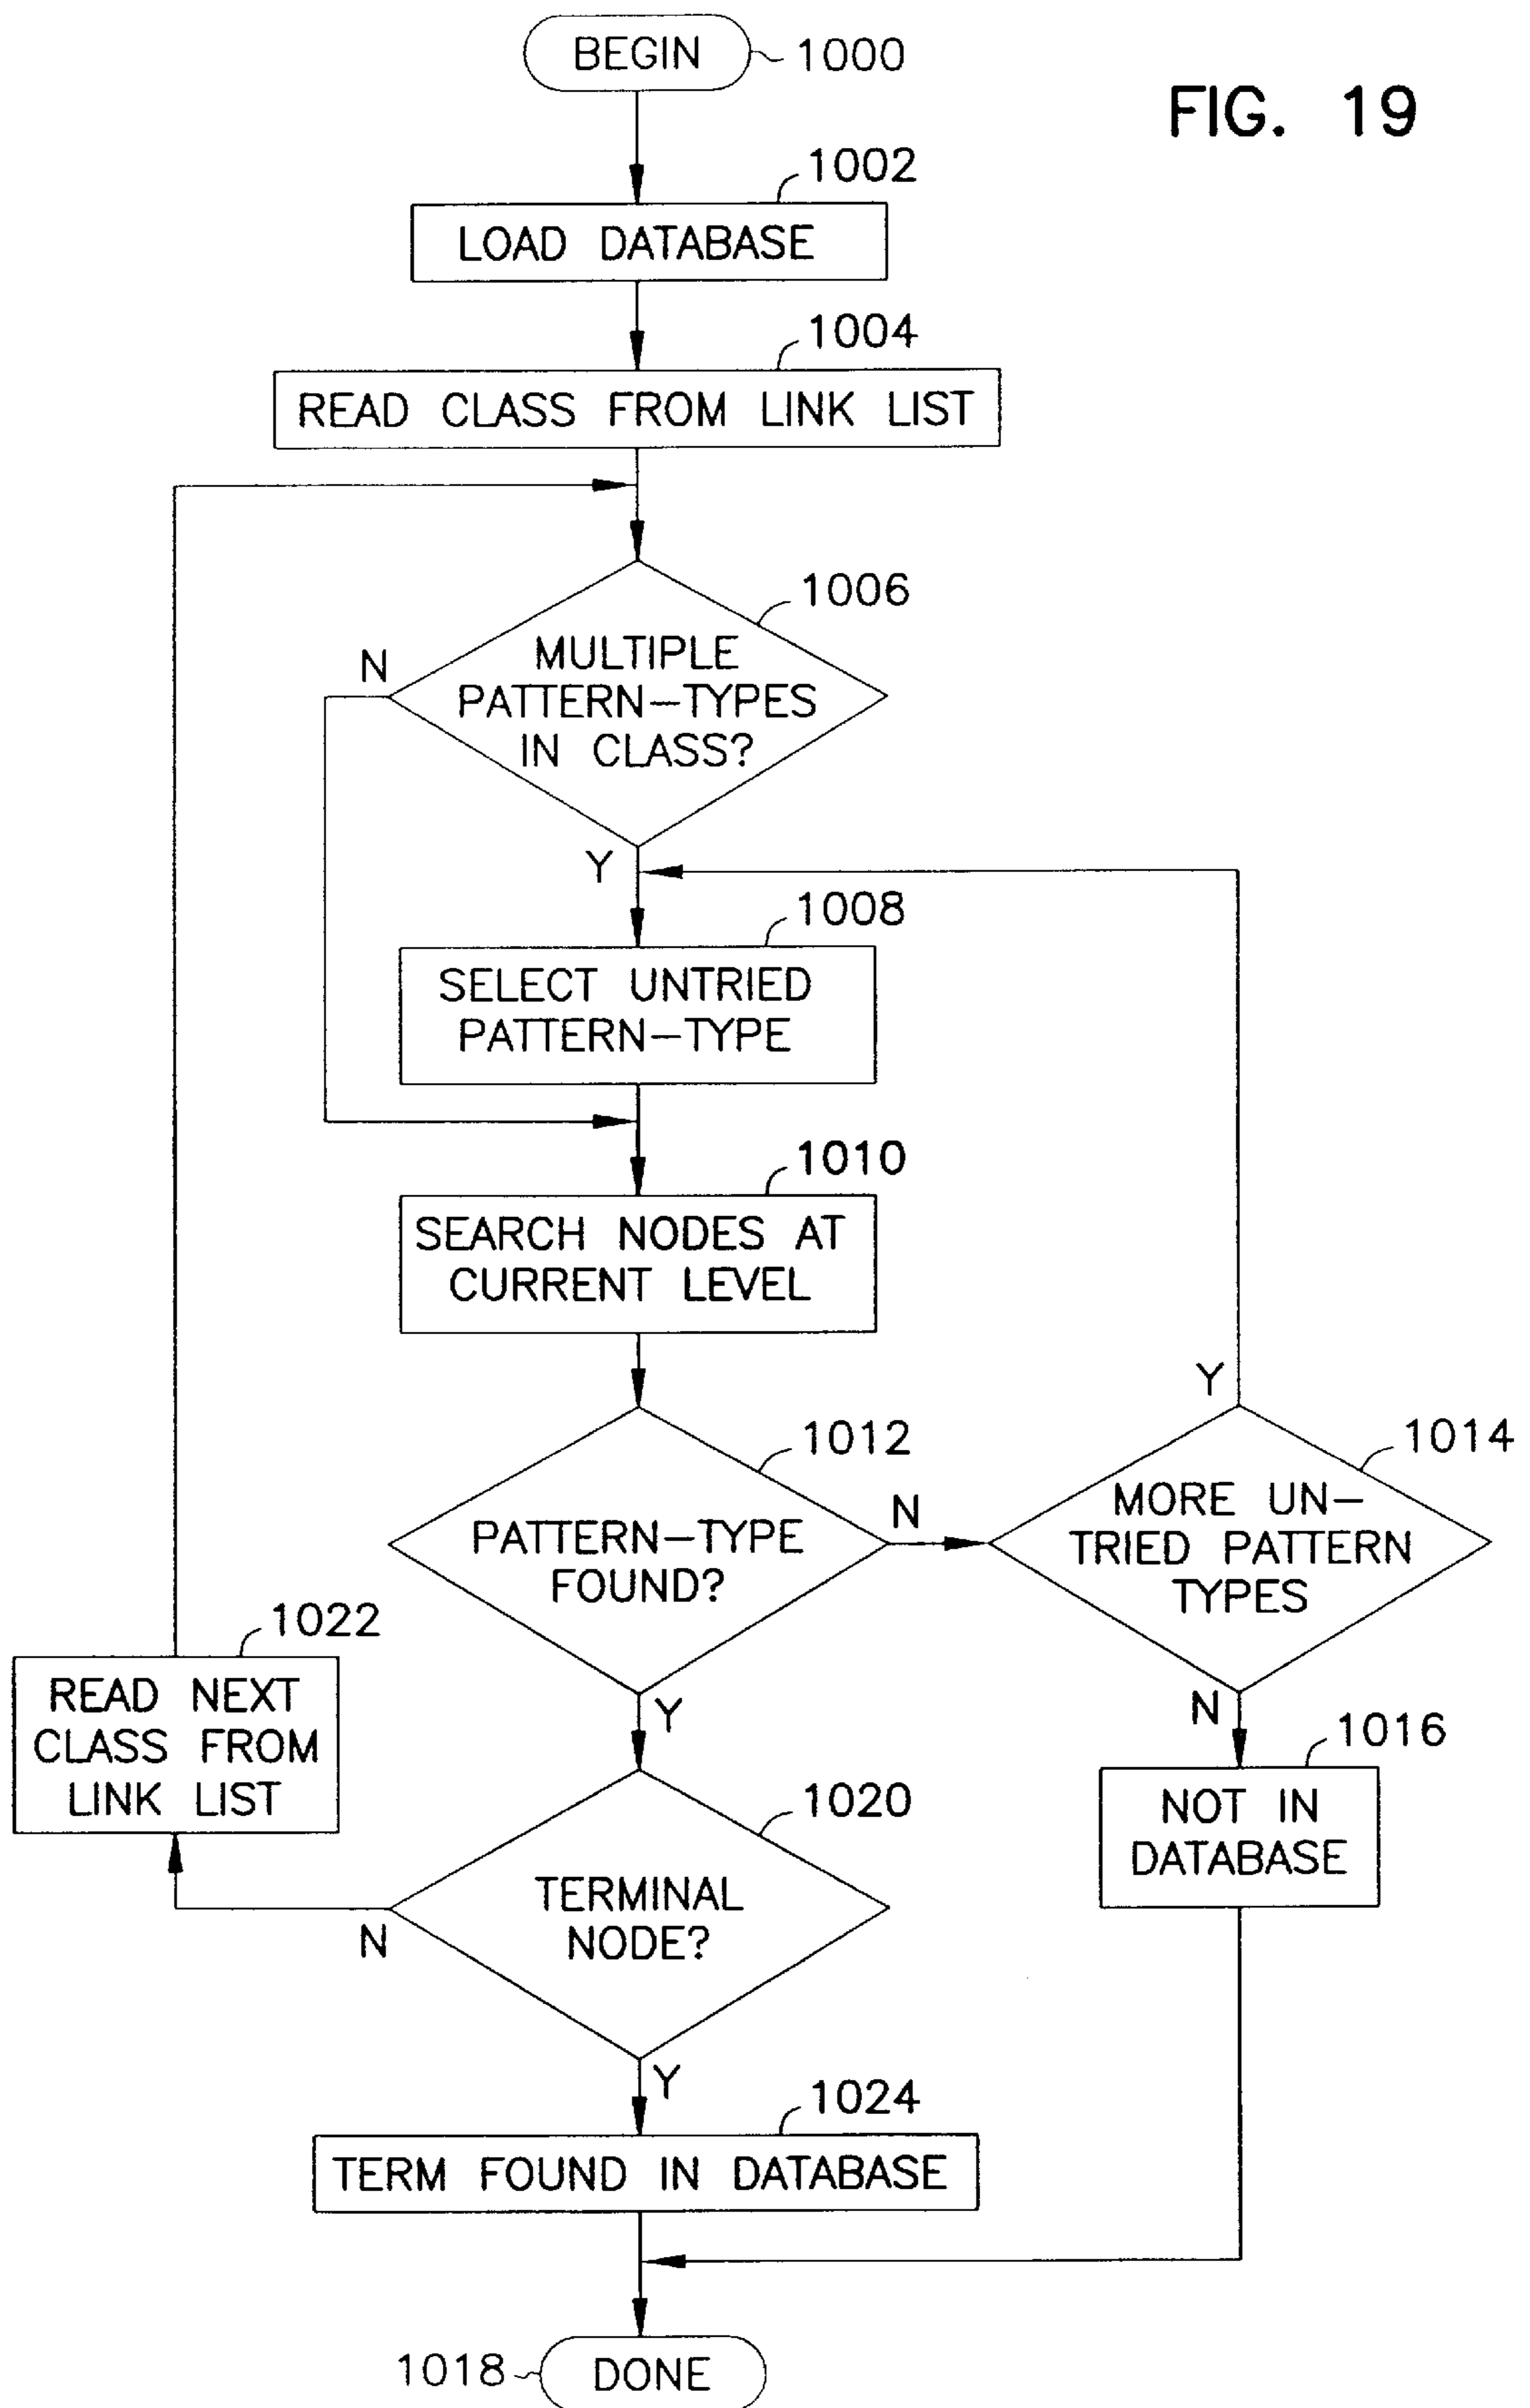 BEGIN
1000
FIG. 19
1002
LOAD DATABASE
1004
READ CLASS FROM LINK LIST
1006
N
MULTIPLE
PATTERN-TYPES
IN CLASS?
Y
1008
SELECT UNTRIED
PATTERN-TYPE
1010
SEARCH NODES AT
CURRENT LEVEL
Y
1012
1014
N
PATTERN-TYPE
FOUND?
MORE UN-
TRIED PATTERN
TYPES
1022
READ NEXT
CLASS FROM
LINK LIST
Y
N
1016
NOT IN
DATABASE
1020
TERMINAL
NODE?
N
Y
1024
TERM FOUND IN DATABASE
1018
DONE